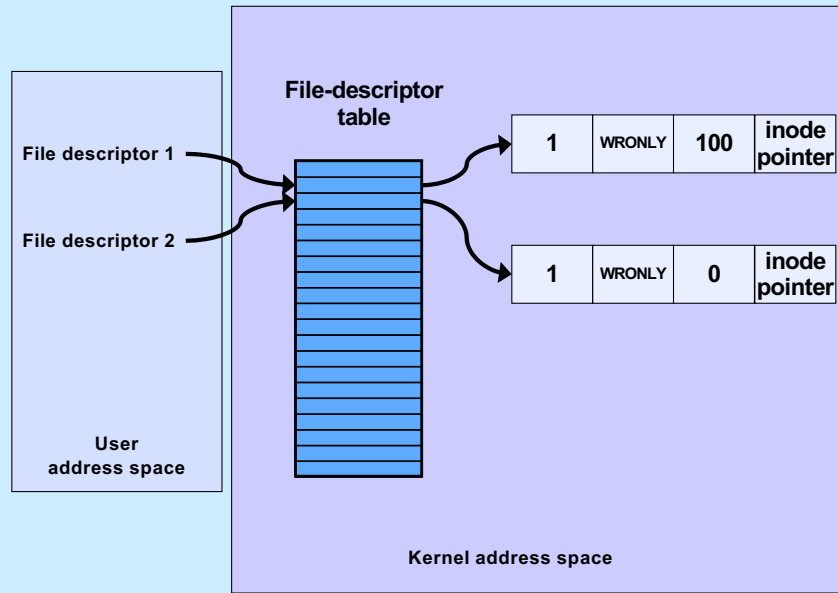 File-descriptor
table
File descriptor 1
File descriptor 2
1
WRONLY
100
inode
pointer
1
WRONLY
0
inode
pointer
User
address space
Kernel address space